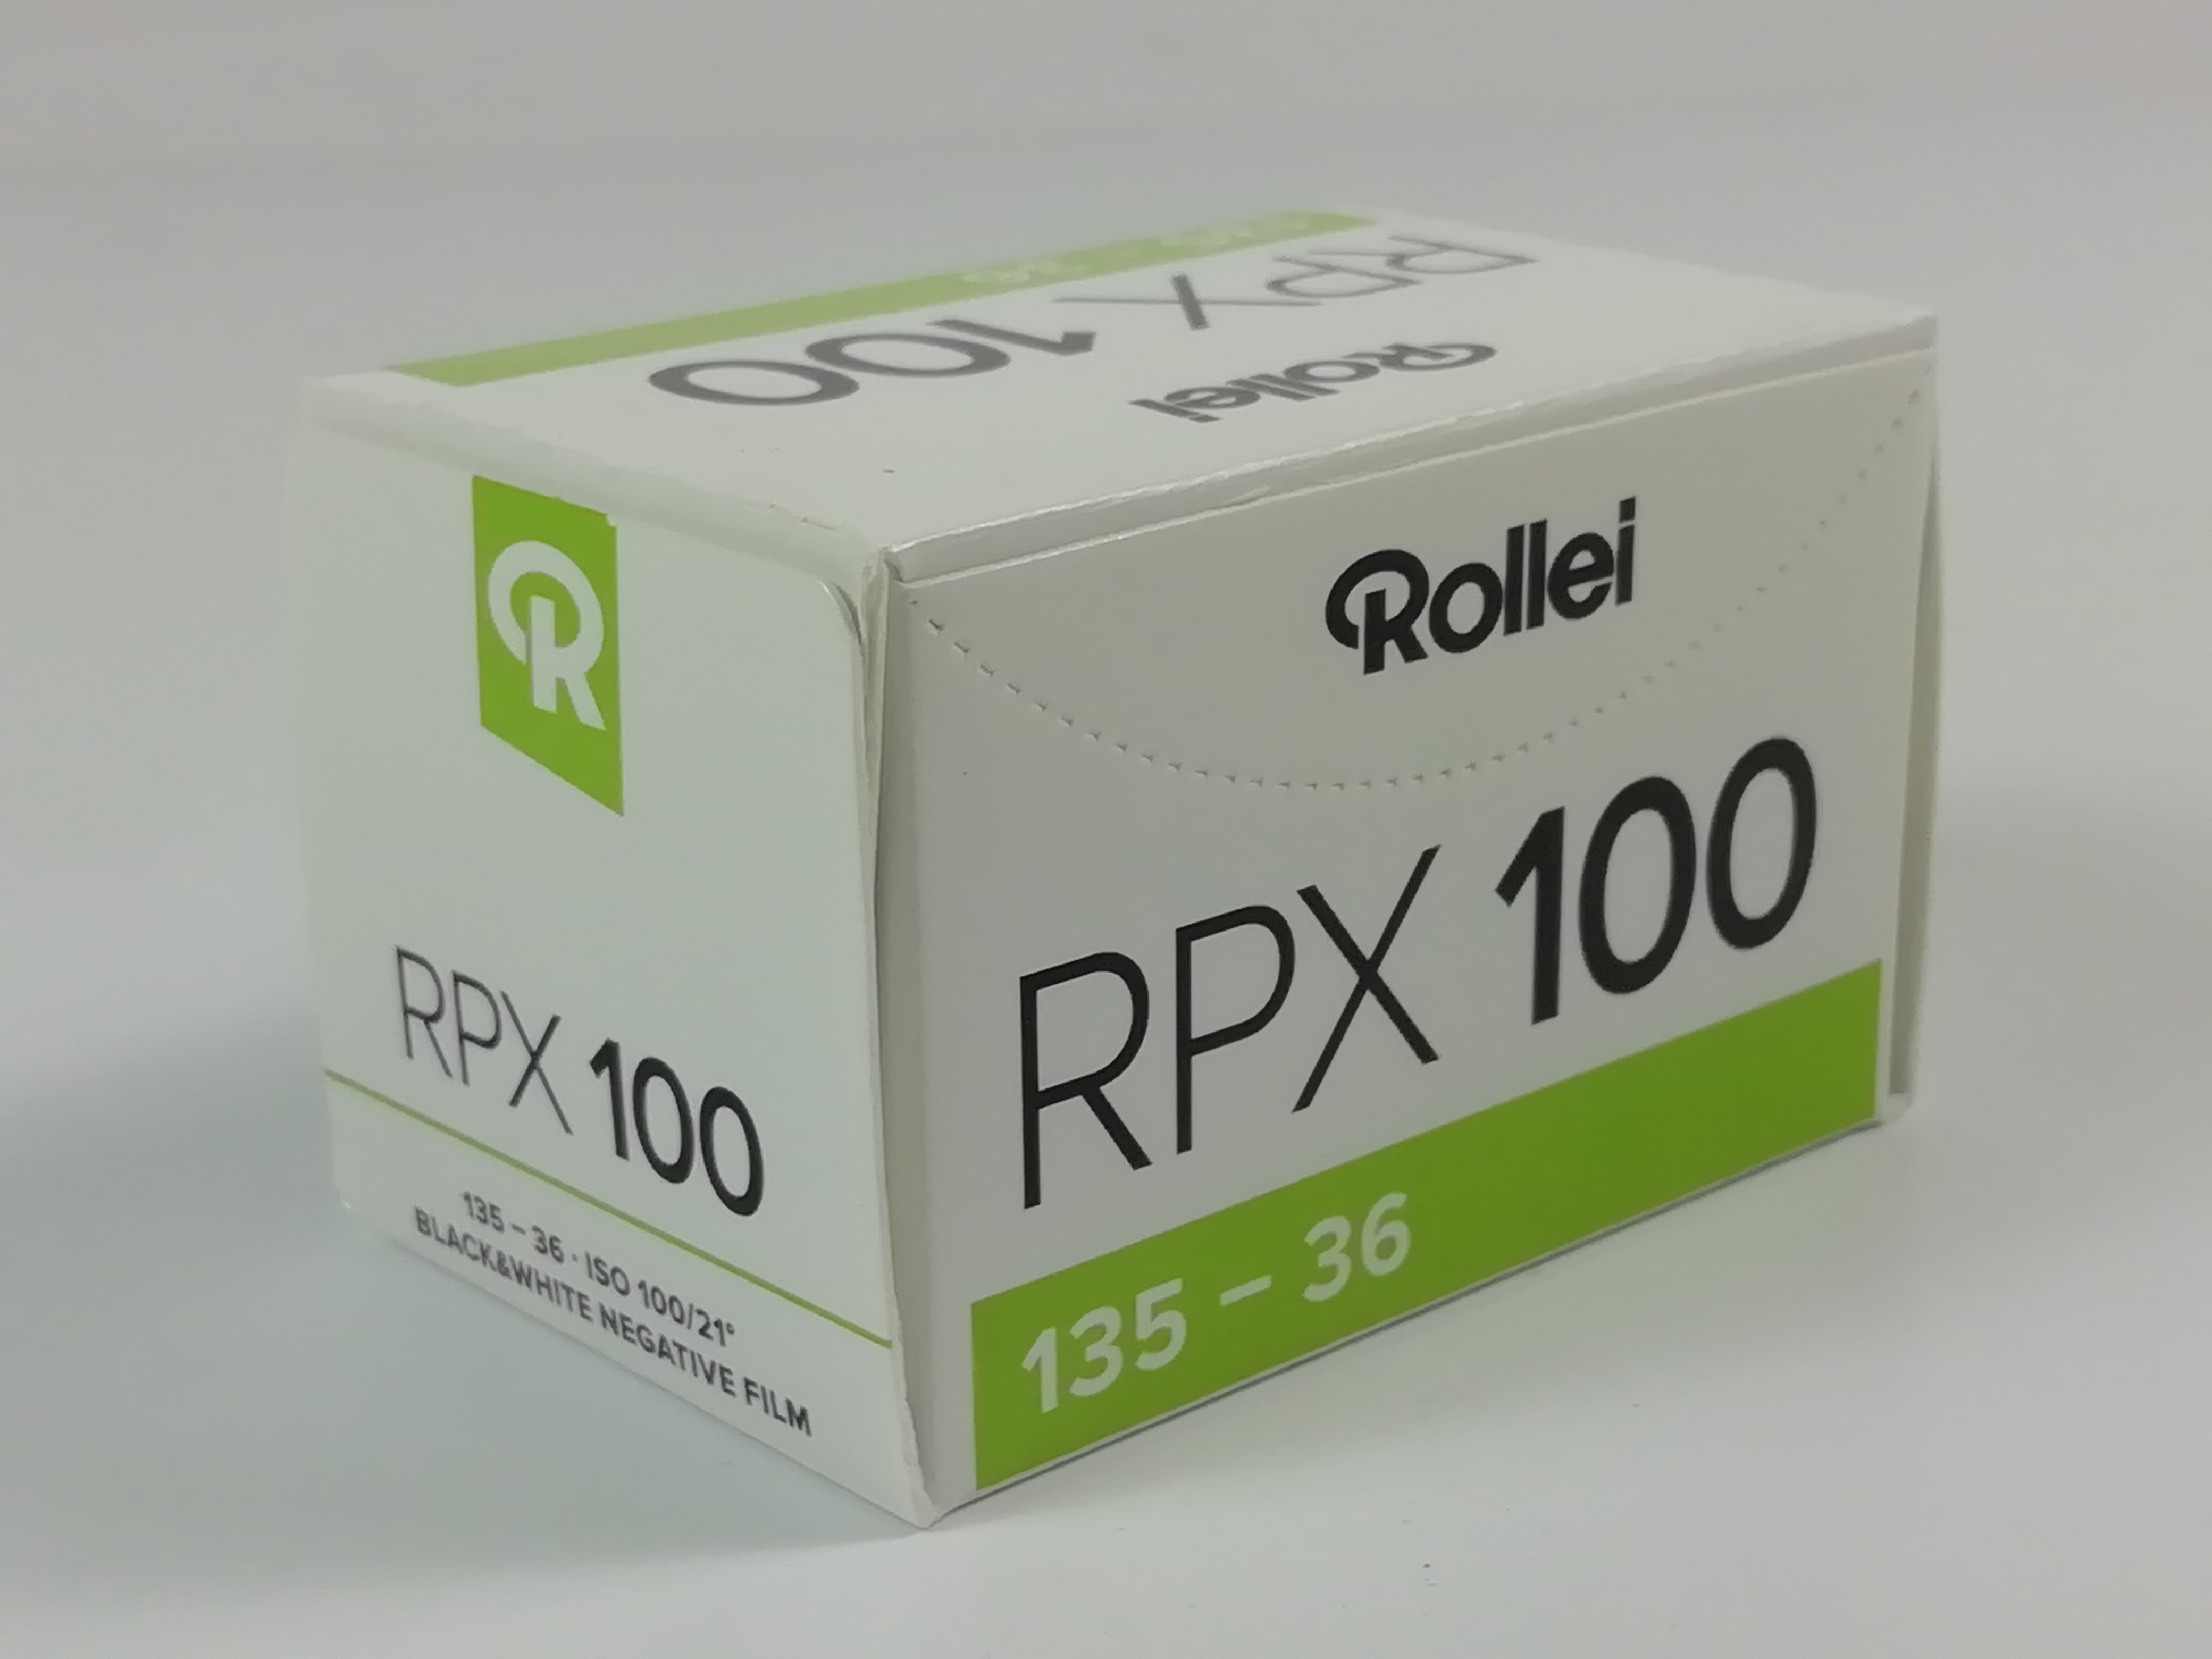 RPX 100
Rollei
R
RPX 100
135 – 36 · ISO 100/21°
BLACK&WHITE NEGATIVE FILM
Rollei
RPX 100
135 – 36